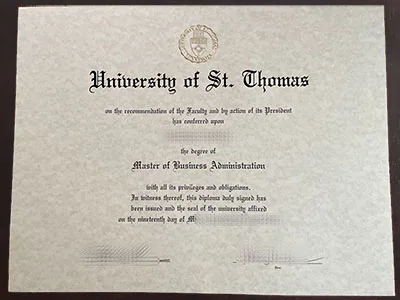 University of St. Thomas
on the recommendation of the Faculty and by action of its President
has conferred upon
the degree of
Master of Business Administration
with all its privileges and obligations.
In witness thereof, this diploma duly signed has
been issued and the seal of the university affixed
on the nineteenth day of M